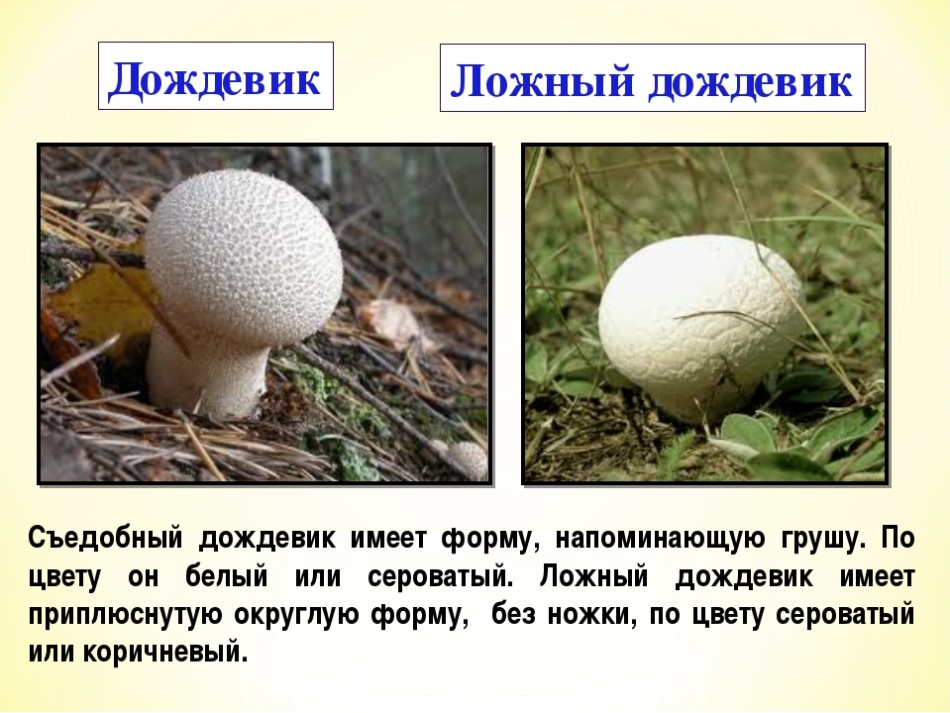 Дождевик
Ложный дождевик
Съедобный дождевик имеет форму, напоминающую грушу. По
цвету он белый или сероватый. Ложный дождевик имеет
приплюснутую округлую форму, без ножки, по цвету сероватый
или коричневый.